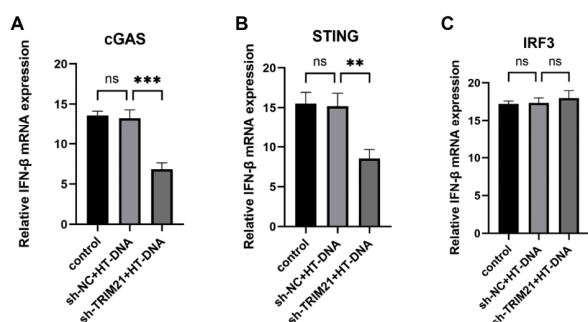 A
cGAS
Relative IFN-β mRNA expression
20
15
10
5
0
ns
***
control
sh-NC+HT-DNA
sh-TRIM21+HT-DNA
B
STING
Relative IFN-β mRNA expression
20
15
10
5
0
ns
**
control
sh-NC+HT-DNA
sh-TRIM21+HT-DNA
C
IRF3
Relative IFN-β mRNA expression
20
15
10
5
0
ns
ns
control
sh-NC+HT-DNA
sh-TRIM21+HT-DNA